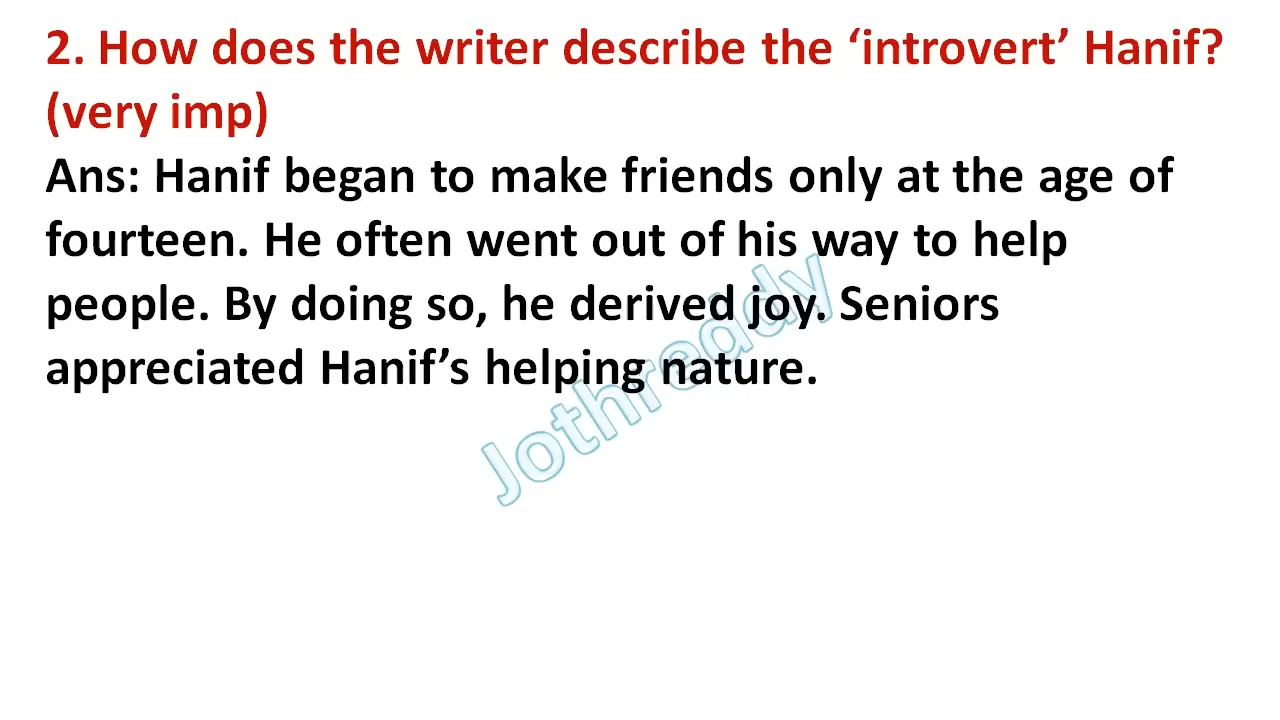 2. How does the writer describe the ‘introvert’ Hanif?
(very imp)
Ans: Hanif began to make friends only at the age of
fourteen. He often went out of his way to help
people. By doing so, he derived joy. Seniors
appreciated Hanif’s helping nature.
Jothreddy